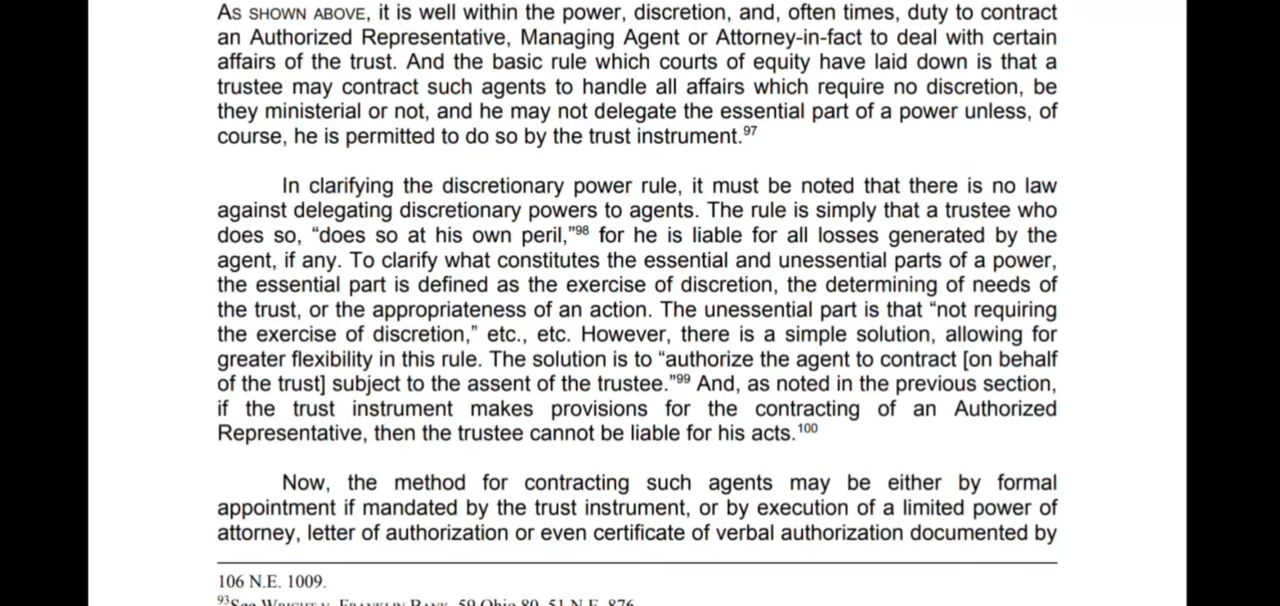 AS SHOWN ABOVE, it is well within the power, discretion, and, often times, duty to contract
an Authorized Representative, Managing Agent or Attorney-in-fact to deal with certain
affairs of the trust. And the basic rule which courts of equity have laid down is that a
trustee may contract such agents to handle all affairs which require no discretion, be
they ministerial or not, and he may not delegate the essential part of a power unless, of
course, he is permitted to do so by the trust instrument.97
In clarifying the discretionary power rule, it must be noted that there is no law
against delegating discretionary powers to agents. The rule is simply that a trustee who
does so, “does so at his own peril,”98 for he is liable for all losses generated by the
agent, if any. To clarify what constitutes the essential and unessential parts of a power,
the essential part is defined as the exercise of discretion, the determining of needs of
the trust, or the appropriateness of an action. The unessential part is that “not requiring
the exercise of discretion,” etc., etc. However, there is a simple solution, allowing for
greater flexibility in this rule. The solution is to “authorize the agent to contract [on behalf
of the trust] subject to the assent of the trustee.”99 And, as noted in the previous section,
if the trust instrument makes provisions for the contracting of an Authorized
Representative, then the trustee cannot be liable for his acts.100
Now, the method for contracting such agents may be either by formal
appointment if mandated by the trust instrument, or by execution of a limited power of
attorney, letter of authorization or even certificate of verbal authorization documented by
106 N.E. 1009.
93See WRIGHT V. FRANKLIN BANK, 59 Ohio 80, 51 N.E. 876.